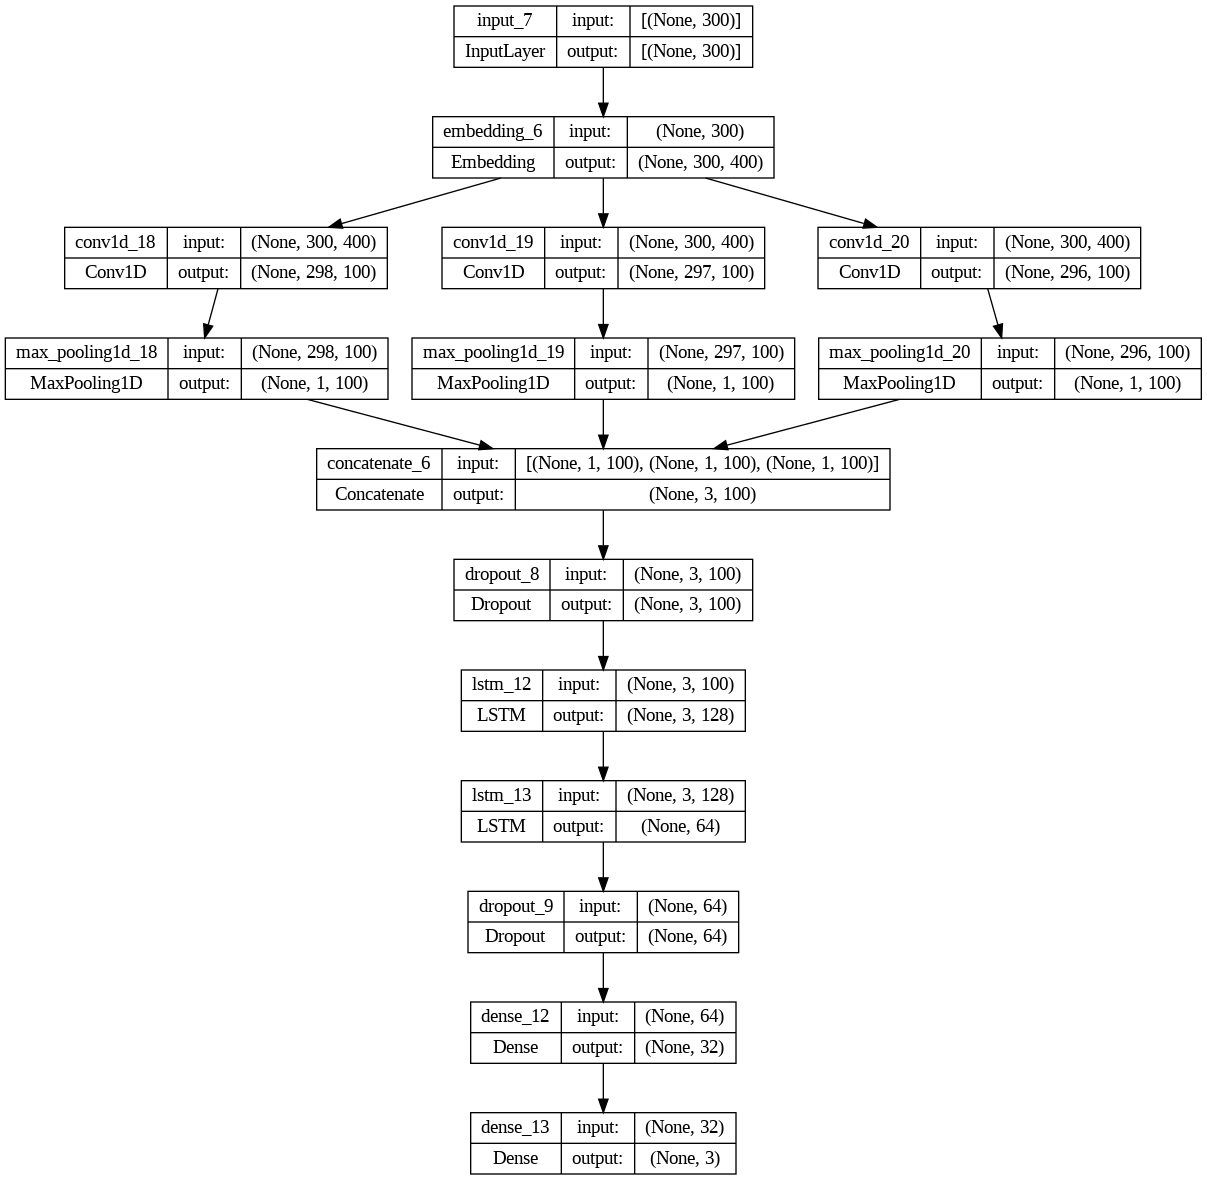 input_7 input: [(None, 300)]
InputLayer output: [(None, 300)]
embedding_6 input: (None, 300)
Embedding output: (None, 300, 400)
conv1d_18 input: (None, 300, 400)
Conv1D output: (None, 298, 100)
conv1d_19 input: (None, 300, 400)
Conv1D output: (None, 297, 100)
conv1d_20 input: (None, 300, 400)
Conv1D output: (None, 296, 100)
max_pooling1d_18 input: (None, 298, 100)
MaxPooling1D output: (None, 1, 100)
max_pooling1d_19 input: (None, 297, 100)
MaxPooling1D output: (None, 1, 100)
max_pooling1d_20 input: (None, 296, 100)
MaxPooling1D output: (None, 1, 100)
concatenate_6 input: [(None, 1, 100), (None, 1, 100), (None, 1, 100)]
Concatenate output: (None, 3, 100)
dropout_8 input: (None, 3, 100)
Dropout output: (None, 3, 100)
lstm_12 input: (None, 3, 100)
LSTM output: (None, 3, 128)
lstm_13 input: (None, 3, 128)
LSTM output: (None, 64)
dropout_9 input: (None, 64)
Dropout output: (None, 64)
dense_12 input: (None, 64)
Dense output: (None, 32)
dense_13 input: (None, 32)
Dense output: (None, 3)